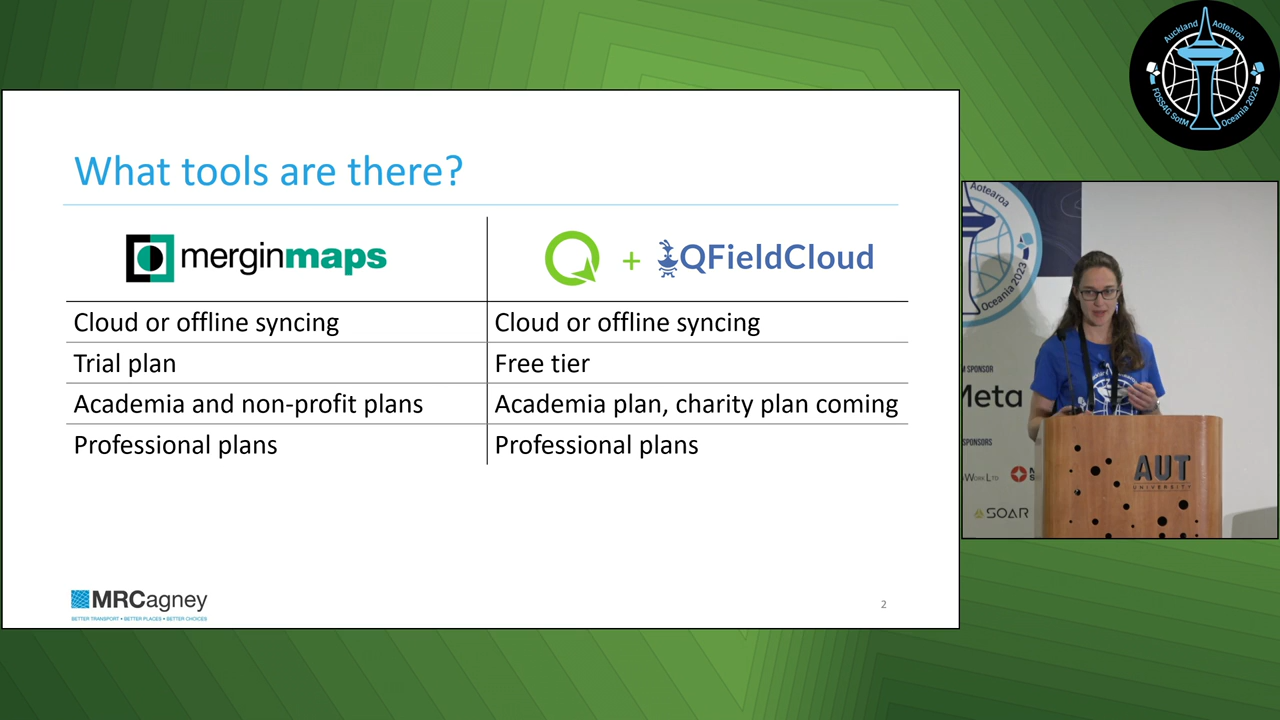 What tools are there?
merginmaps
+ QFieldCloud
Cloud or offline syncing
Cloud or offline syncing
Trial plan
Free tier
Academia and non-profit plans
Academia plan, charity plan coming
Professional plans
Professional plans
MRCagney
BETTER TRANSPORT • BETTER PLACES • BETTER CHOICES
2
Auckland Aotearoa
FOSS4G SotM Oceania 2023
Aotearoa
Oceania 2023
SPONSOR
Meta
SPONSORS
Work Ltd
SOAR
AUT
UNIVERSITY